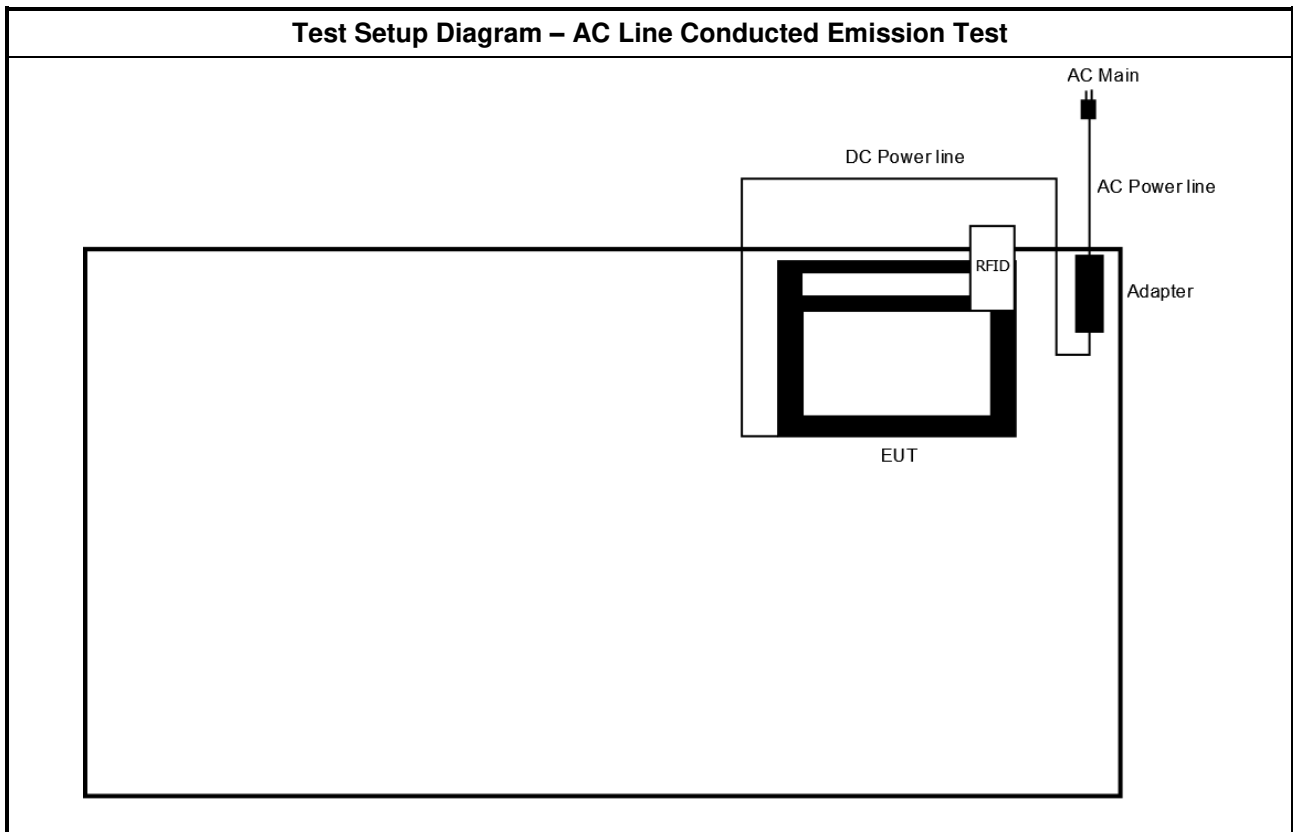 Test Setup Diagram – AC Line Conducted Emission Test
AC Main
DC Power line
AC Power line
RFID
Adapter
EUT